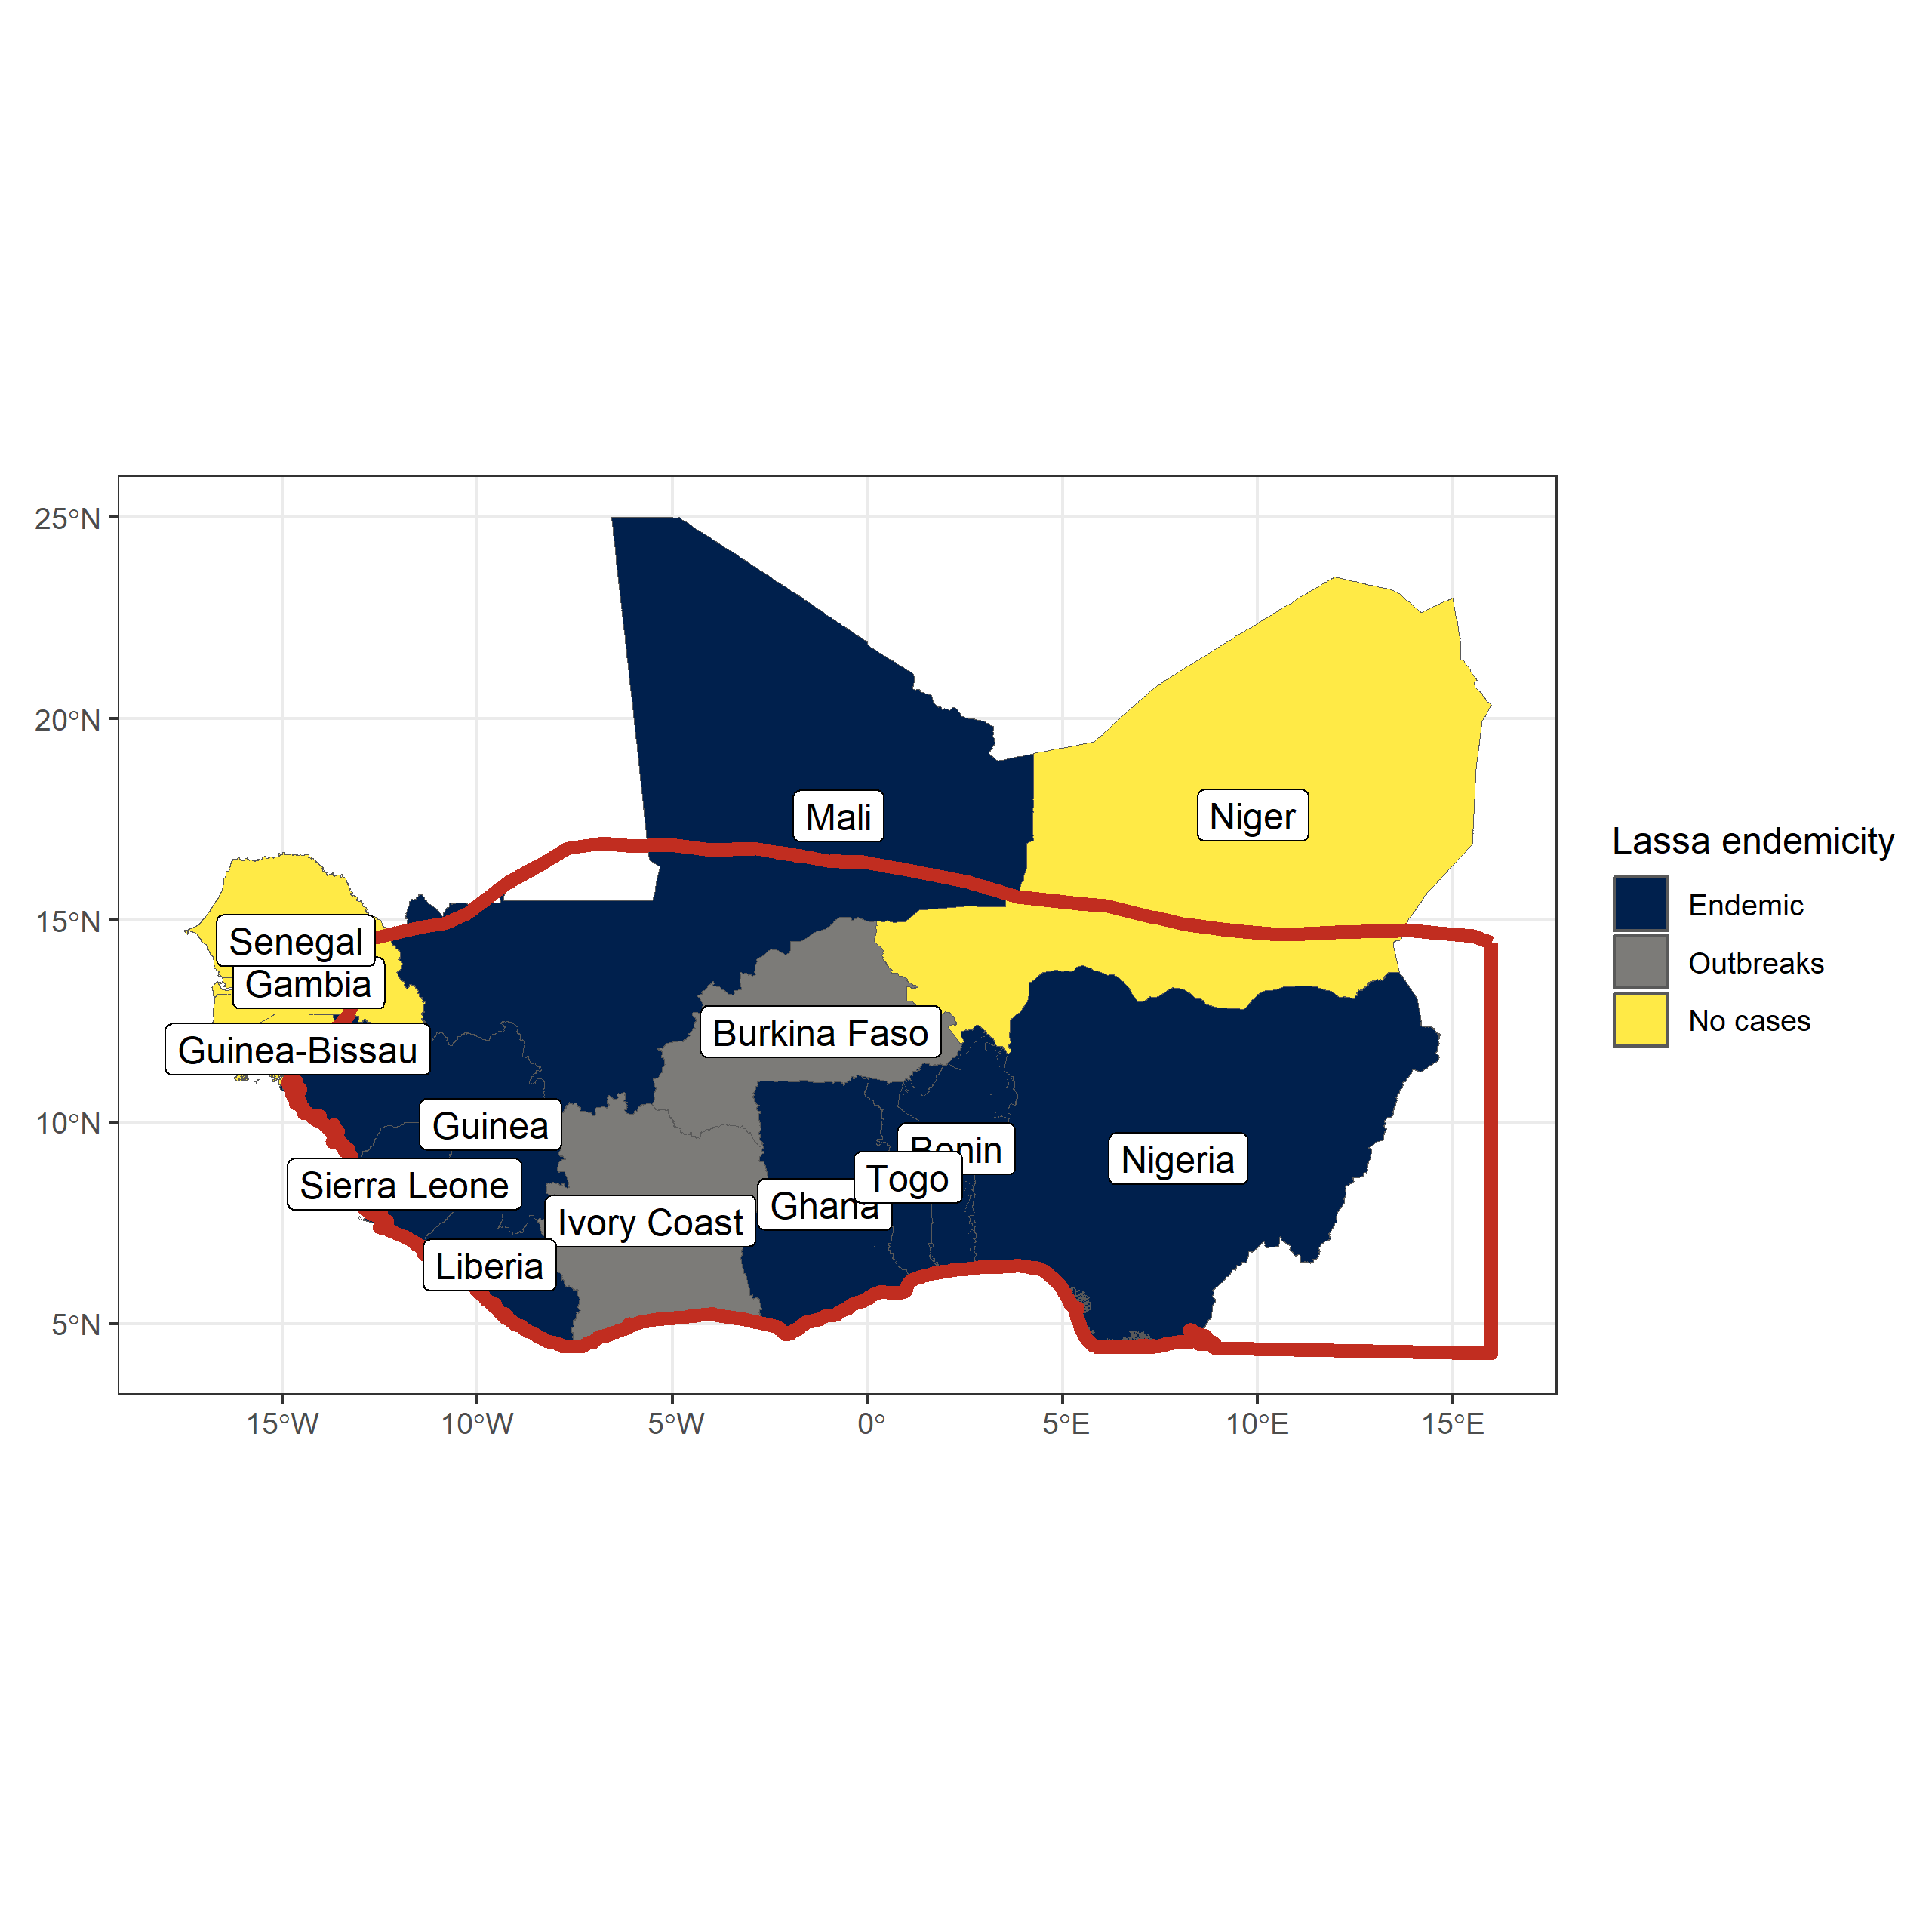 25°N
20°N
15°N
10°N
5°N
Mali
Niger
Senegal
Gambia
Guinea-Bissau
Burkina Faso
Guinea
Benin
Nigeria
Togo
Sierra Leone
Ghana
Ivory Coast
Liberia
15°W
10°W
5°W
0°
5°E
10°E
15°E
Lassa endemicity
Endemic
Outbreaks
No cases